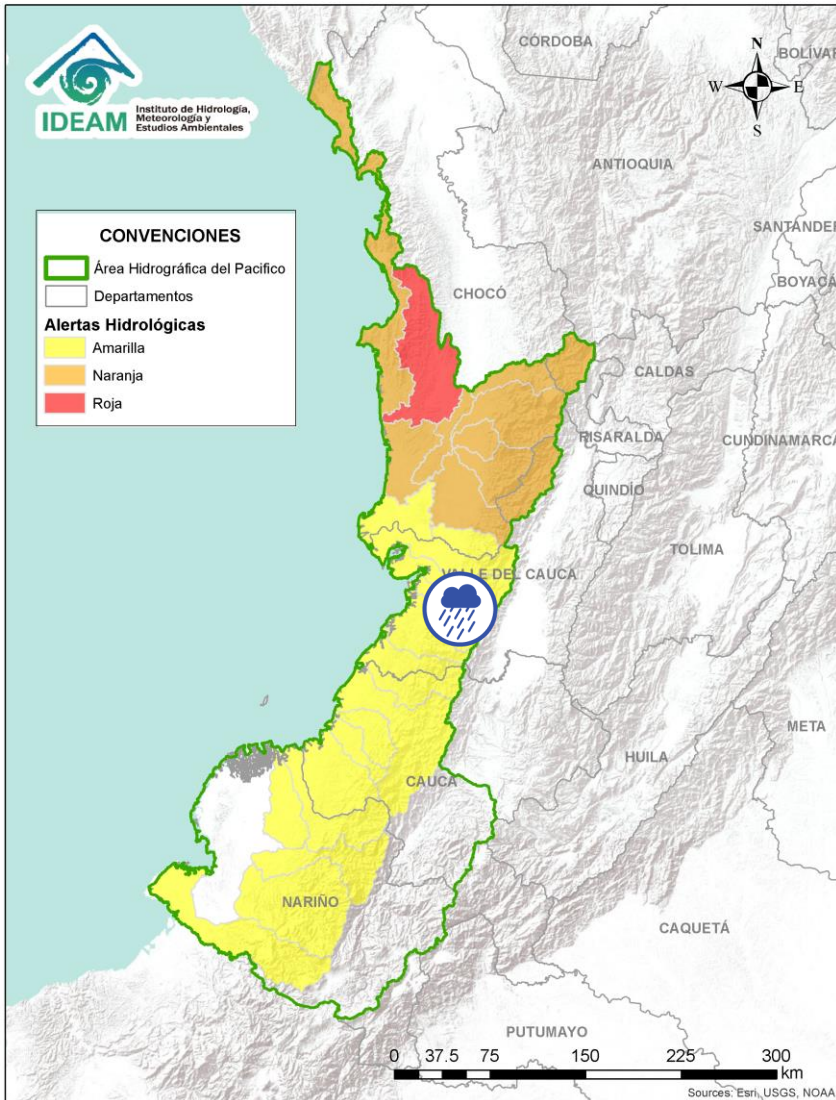 IDEAM
Instituto de Hidrología,
Meteorología y
Estudios Ambientales
CÓRDOBA
BOLÍVAR
N
W
E
S
ANTIOQUIA
SANTANDER
BOYACÁ
CONVENCIONES
Área Hidrográfica del Pacifico
Departamentos
Alertas Hidrológicas
Amarilla
Naranja
Roja
CHOCÓ
CALDAS
RISARALDA
CUNDINAMARCA
QUINDÍO
TOLIMA
VALLE DEL CAUCA
META
HUILA
CAUCA
NARIÑO
CAQUETÁ
PUTUMAYO
0 37.5 75 150 225 300
km
Sources: Esri, USGS, NOAA